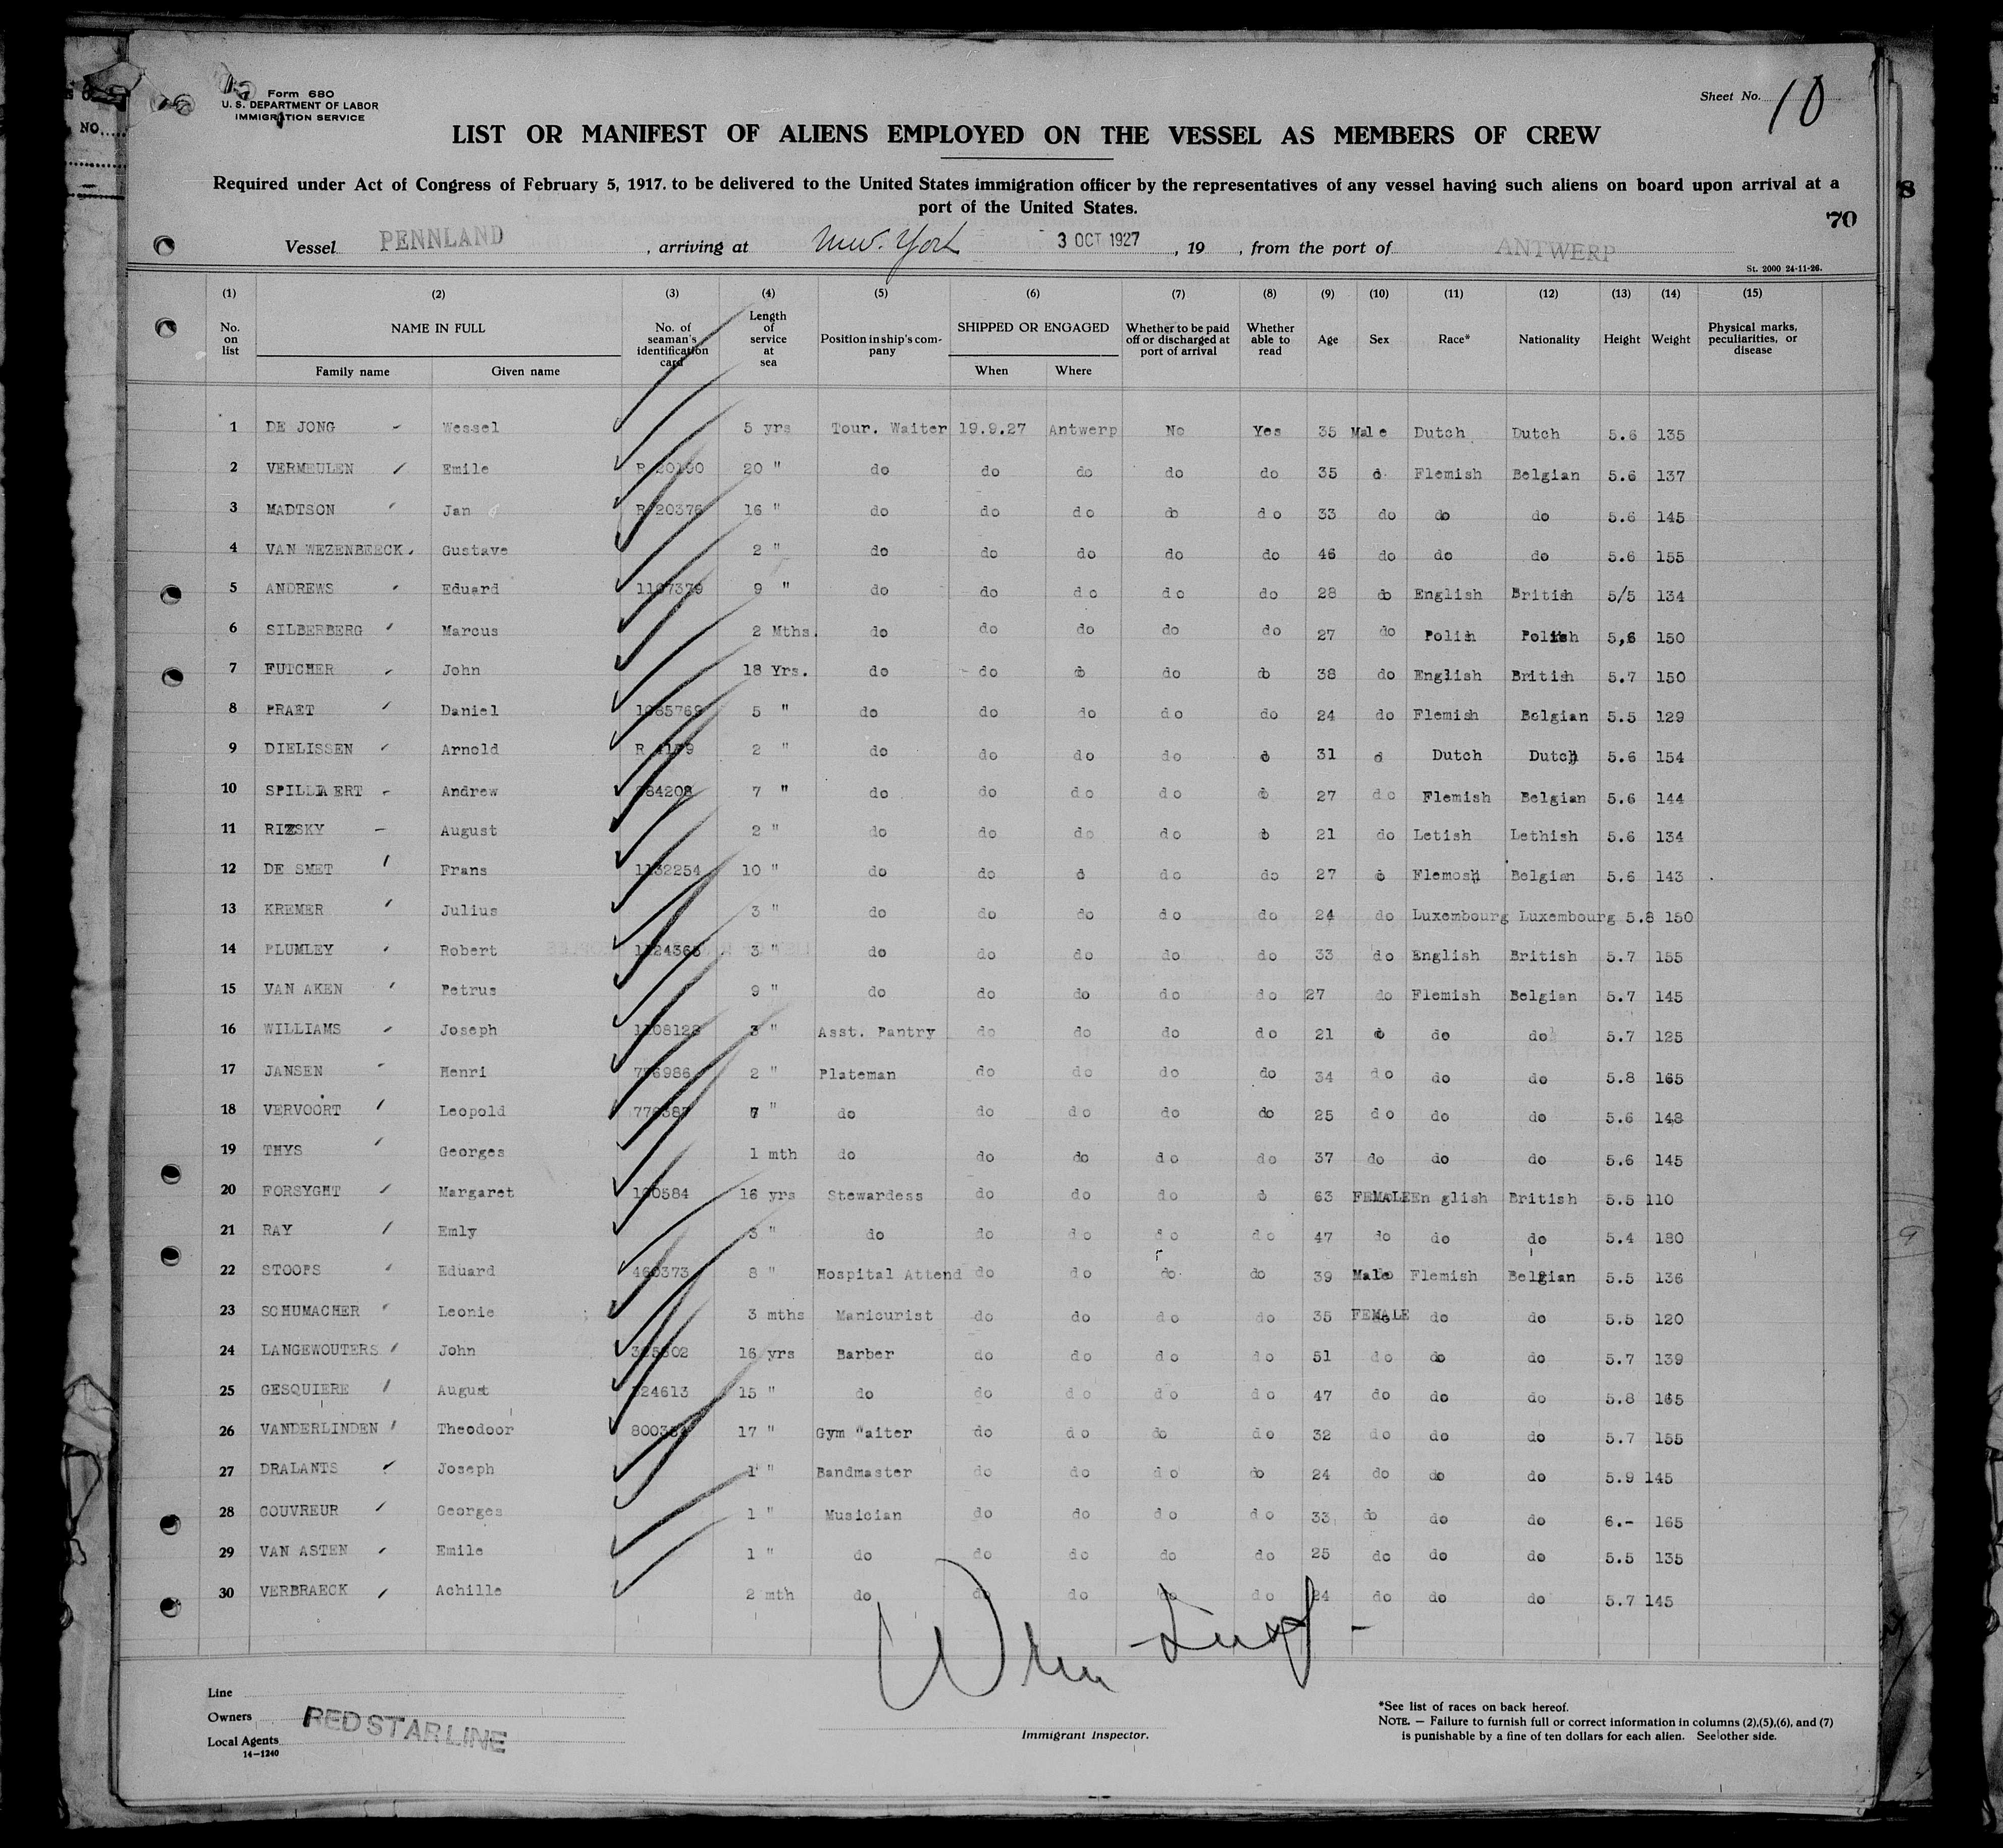 Form 680
U. S. DEPARTMENT OF LABOR
IMMIGRATION SERVICE
Sheet No. 10
LIST OR MANIFEST OF ALIENS EMPLOYED ON THE VESSEL AS MEMBERS OF CREW
Required under Act of Congress of February 5, 1917. to be delivered to the United States immigration officer by the representatives of any vessel having such aliens on board upon arrival at a
port of the United States.
70
Vessel PENNLAND, arriving at New York 3 OCT 1927, 19 , from the port of ANTWERP
St. 2000 24-11-26.
(1) (2) (3) (4) (5) (6) (7) (8) (9) (10) (11) (12) (13) (14) (15)
No. on list NAME IN FULL Family name Given name No. of seaman's identification card Length of service at sea Position in ship's company SHIPPED OR ENGAGED When Where Whether to be paid off or discharged at port of arrival Whether able to read Age Sex Race* Nationality Height Weight Physical marks, peculiarities, or disease
1 DE JONG Wessel 5 yrs Tour. Waiter 19.9.27 Antwerp No Yes 35 Male Dutch Dutch 5.6 135
2 VERMEULEN Emile 20 " do do do do do 35 d Flemish Belgian 5.6 137
3 MADTSON Jan R 20376 16 " do do do do do 33 do do do 5.6 145
4 VAN WEZENBEECK. Gustave 2 " do do do do do 46 do do do 5.6 155
5 ANDREWS Eduard 9 " do do do do do 28 do English British 5/5 134
6 SILBERBERG Marcus 2 Mths. do do do do do 27 do Polih Polish 5,6 150
7 FUTCHER John 18 Yrs. do do do do do 38 do English British 5.7 150
8 PRAET Daniel 5 " do do do do do 24 do Flemish Belgian 5.5 129
9 DIELISSEN Arnold 2 " do do do do d 31 d Dutch Dutch 5.6 154
10 SPILLIAERT Andrew 7 " do do do do do 27 do Flemish Belgian 5.6 144
11 RIZSKY August 2 " do do do do do 21 do Letish Lethish 5.6 134
12 DE SMET Frans 1132254 10 " do do d do do 27 d Flemosh Belgian 5.6 143
13 KREMER Julius 3 " do do do do do 24 do Luxembourg Luxembourg 5.8 150
14 PLUMLEY Robert 3 " do do do do do 33 do English British 5.7 155
15 VAN AKEN Petrus 9 " do do do do do 27 do Flemish Belgian 5.7 145
16 WILLIAMS Joseph 1108128 3 " Asst. Pantry do do do do 21 d do do 5.7 125
17 JANSEN Henri 2 " Plateman do do do do 34 do do do 5.8 165
18 VERVOORT Leopold " do do do do do 25 do do do 5.6 148
19 THYS Georges 1 mth do do do do do 37 do do do 5.6 145
20 FORSYGHT Margaret 16 yrs Stewardess do do do d 63 FEMALE En glish British 5.5 110
21 RAY Emly " do do do do do 47 do do do 5.4 180
22 STOOPS Eduard 8 " Hospital Attend do do do do 39 Male Flemish Belgian 5.5 136
23 SCHUMACHER Leonie 3 mths Manicurist do do do do 35 FEMALE do do 5.5 120
24 LANGEWOUTERS John 16 yrs Barber do do do do 51 do do do 5.7 139
25 GESQUIERE August 15 " do do do do do 47 do do do 5.8 165
26 VANDERLINDEN Theodoor 17 " Gym "aiter do do do do 32 do do do 5.7 155
27 DRALANTS Joseph 1 " Bandmaster do do do do 24 do do do 5.9 145
28 COUVREUR Georges 1 " Musician do do do do 33 do do do 6.- 165
29 VAN ASTEN Emile 1 " do do do do do 25 do do do 5.5 135
30 VERBRAECK Achille 2 mth do do do do do 24 do do do 5.7 145
Line
Owners RED STAR LINE
Local Agents
14-1240
Immigrant Inspector.
*See list of races on back hereof.
NOTE. — Failure to furnish full or correct information in columns (2),(5),(6), and (7)
is punishable by a fine of ten dollars for each alien. See other side.